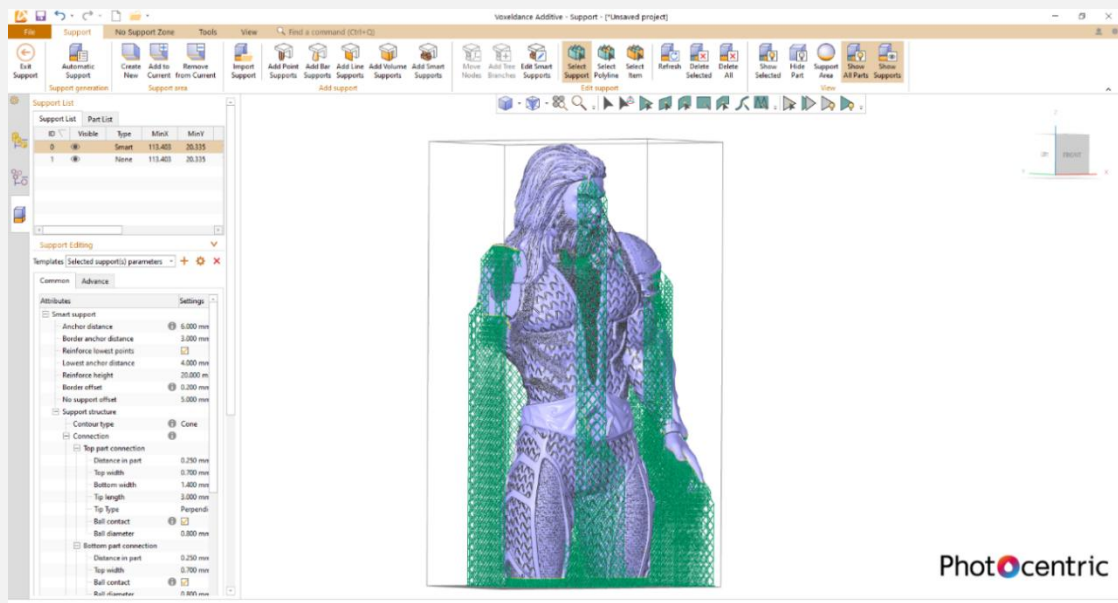 Voxeldance Additive - Support - [*Unsaved project]
File Support No Support Zone Tools View Find a command (Ctrl+Q)
Exit Support
Automatic Support
Create New
Add to Current
Remove from Current
Import Support
Add Point Supports
Add Bar Supports
Add Line Supports
Add Volume Supports
Add Smart Supports
Move Nodes
Add Tree Branches
Edit Smart Supports
Select Support
Select Polyline
Select Item
Refresh
Delete Selected
Delete All
Show Selected
Hide Part
Support Area
Show All Parts
Show Supports
Support generation Support area Add support Edit support View
Support List
Support List Part List
ID Visible Type MinX MinY
0 Smart 113.403 20.335
1 None 113.403 20.335
Support Editing
Templates Selected support(s) parameters
Common Advance
Attributes Settings
Smart support
Anchor distance 6.000 mm
Border anchor distance 3.000 mm
Reinforce lowest points
Lowest anchor distance 4.000 mm
Reinforce height 20.000 m
Border offset 0.200 mm
No support offset 5.000 mm
Support structure
Contour type Cone
Connection
Top part connection
Distance in part 0.250 mm
Top width 0.700 mm
Bottom width 1.400 mm
Tip length 3.000 mm
Tip Type Perpendi
Ball contact
Ball diameter 0.800 mm
Bottom part connection
Distance in part 0.250 mm
Top width 0.700 mm
Ball contact
Ball diameter 0.800 mm
FRONT
Photocentric